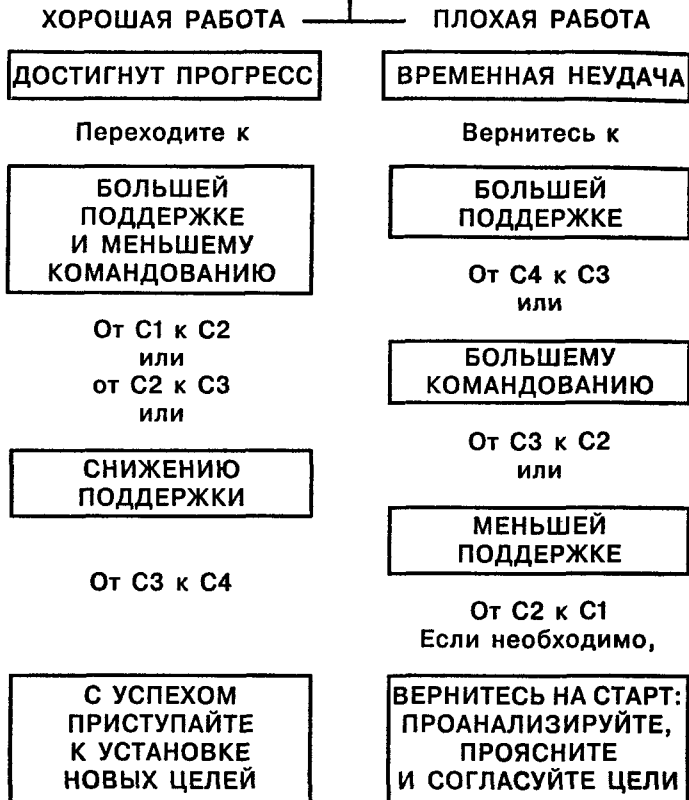 ХОРОШАЯ РАБОТА
ПЛОХАЯ РАБОТА
ДОСТИГНУТ ПРОГРЕСС
Переходите к
БОЛЬШЕЙ
ПОДДЕРЖКЕ
И МЕНЬШЕМУ
КОМАНДОВАНИЮ
От С1 к С2
или
от С2 к С3
или
СНИЖЕНИЮ
ПОДДЕРЖКИ
От С3 к С4
С УСПЕХОМ
ПРИСТУПАЙТЕ
К УСТАНОВКЕ
НОВЫХ ЦЕЛЕЙ
ВРЕМЕННАЯ НЕУДАЧА
Вернитесь к
БОЛЬШЕЙ
ПОДДЕРЖКЕ
От С4 к С3
или
БОЛЬШЕМУ
КОМАНДОВАНИЮ
От С3 к С2
или
МЕНЬШЕЙ
ПОДДЕРЖКЕ
От С2 к С1
Если необходимо,
ВЕРНИТЕСЬ НА СТАРТ:
ПРОАНАЛИЗИРУЙТЕ,
ПРОЯСНИТЕ
И СОГЛАСУЙТЕ ЦЕЛИ